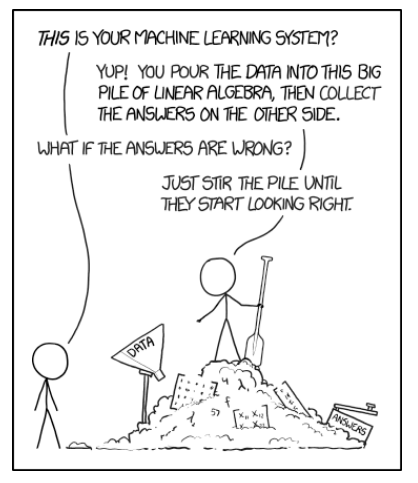 THIS IS YOUR MACHINE LEARNING SYSTEM?
YUP! YOU POUR THE DATA INTO THIS BIG
PILE OF LINEAR ALGEBRA, THEN COLLECT
THE ANSWERS ON THE OTHER SIDE.
WHAT IF THE ANSWERS ARE WRONG?
JUST STIR THE PILE UNTIL
THEY START LOOKING RIGHT.
DATA
ANSWERS